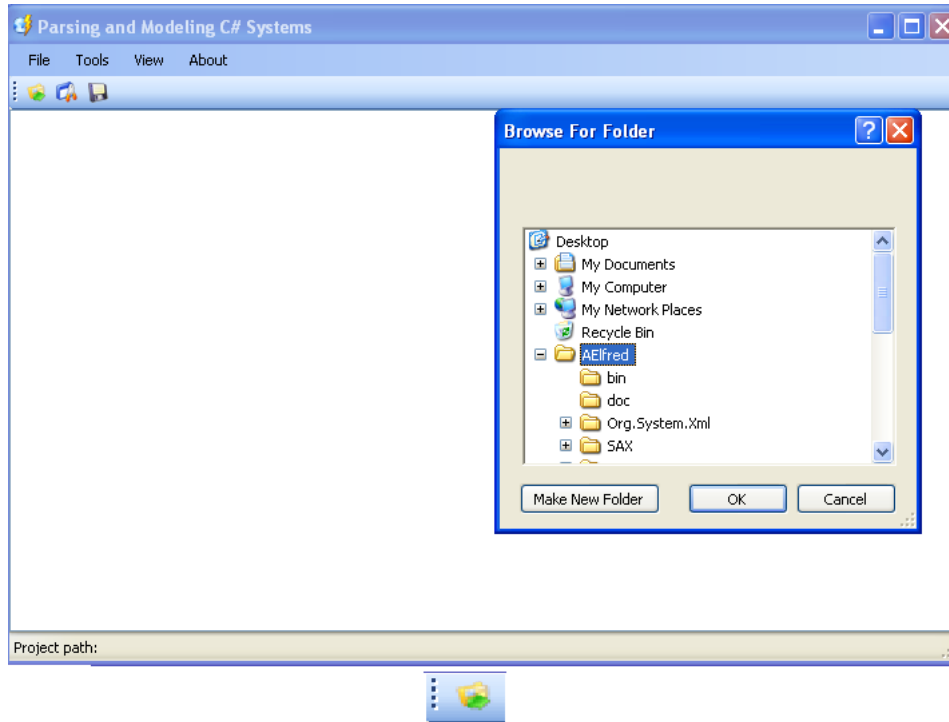 Parsing and Modeling C# Systems
File Tools View About
Browse For Folder
Desktop
My Documents
My Computer
My Network Places
Recycle Bin
AElfred
bin
doc
Org.System.Xml
SAX
Make New Folder OK Cancel
Project path: